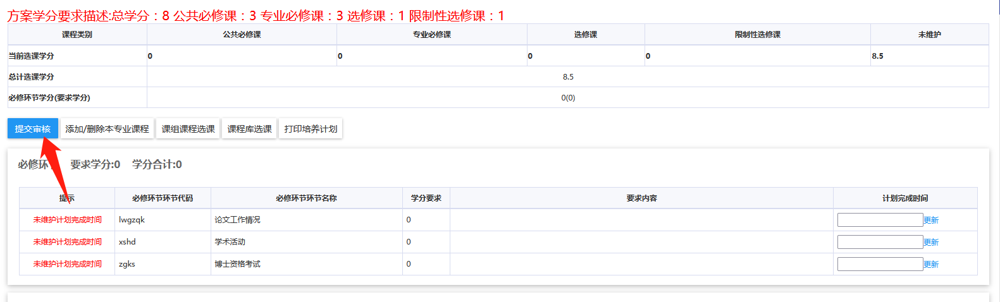 方案学分要求描述:总学分：8 公共必修课：3 专业必修课：3 选修课：1 限制性选修课：1
课程类别 公共必修课 专业必修课 选修课 限制性选修课 未维护
当前选课学分 0 0 0 0 8.5
总计选课学分 8.5
必修环节学分(要求学分) 0(0)
提交审核 添加/删除本专业课程 课组课程选课 课程库选课 打印培养计划
必修环节 要求学分:0 学分合计:0
提示 必修环节环节代码 必修环节环节名称 学分要求 要求内容 计划完成时间
未维护计划完成时间 lwgzqk 论文工作情况 0 更新
未维护计划完成时间 xshd 学术活动 0 更新
未维护计划完成时间 zgks 博士资格考试 0 更新